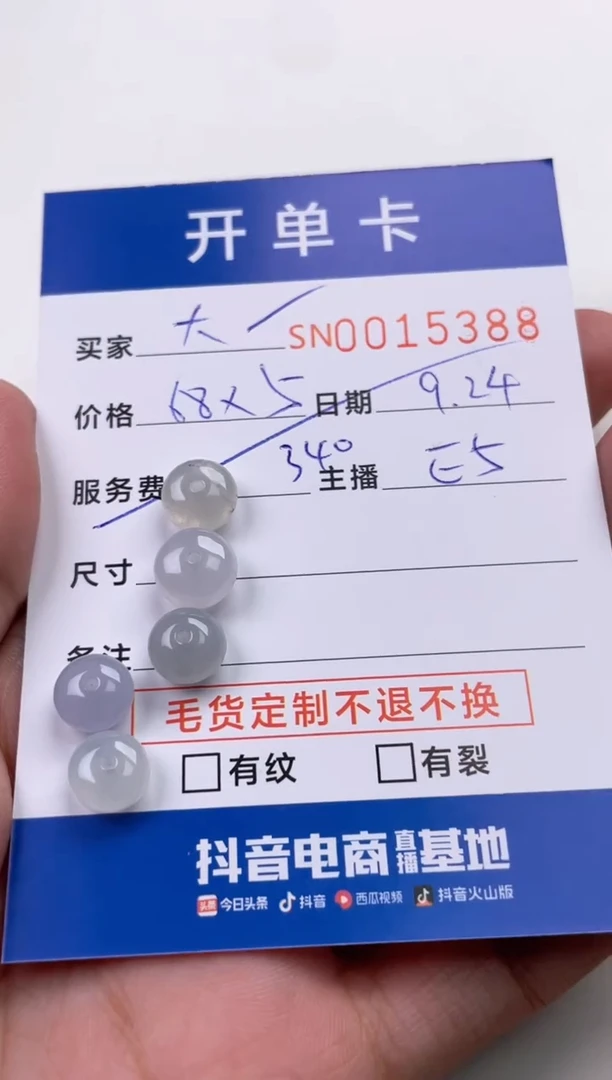 开单卡
买家 大 SN0015388
价格 68×5 日期 9.24
服务费 340 主播 E5
尺寸
备注
毛货定制不退不换
□有纹 □有裂
抖音电商直播基地
头条 今日头条 抖音 西瓜视频 抖音火山版